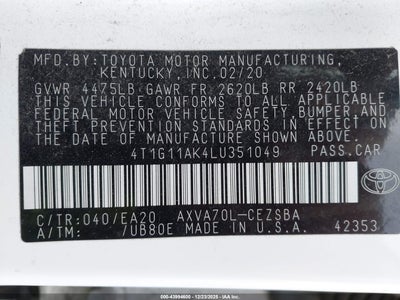 MFD.BY:TOYOTA MOTOR MANUFACTURING,
KENTUCKY,INC.02/20
GVWR 4475LB GAWR FR 2620LB RR 2420LB
THIS VEHICLE CONFORMS TO ALL APPLICABLE
FEDERAL MOTOR VEHICLE SAFETY, BUMPER, AND
THEFT PREVENTION STANDARDS IN EFFECT ON
THE DATE OF MANUFACTURE SHOWN ABOVE.
4T1G11AK4LU351049 PASS.CAR
C/TR:040/EA20 AXVA70L-CEZSBA
A/TM: /UB80E MADE IN U.S.A. 42353
TOYOTA
000-43994600 - 12/23/2025 -